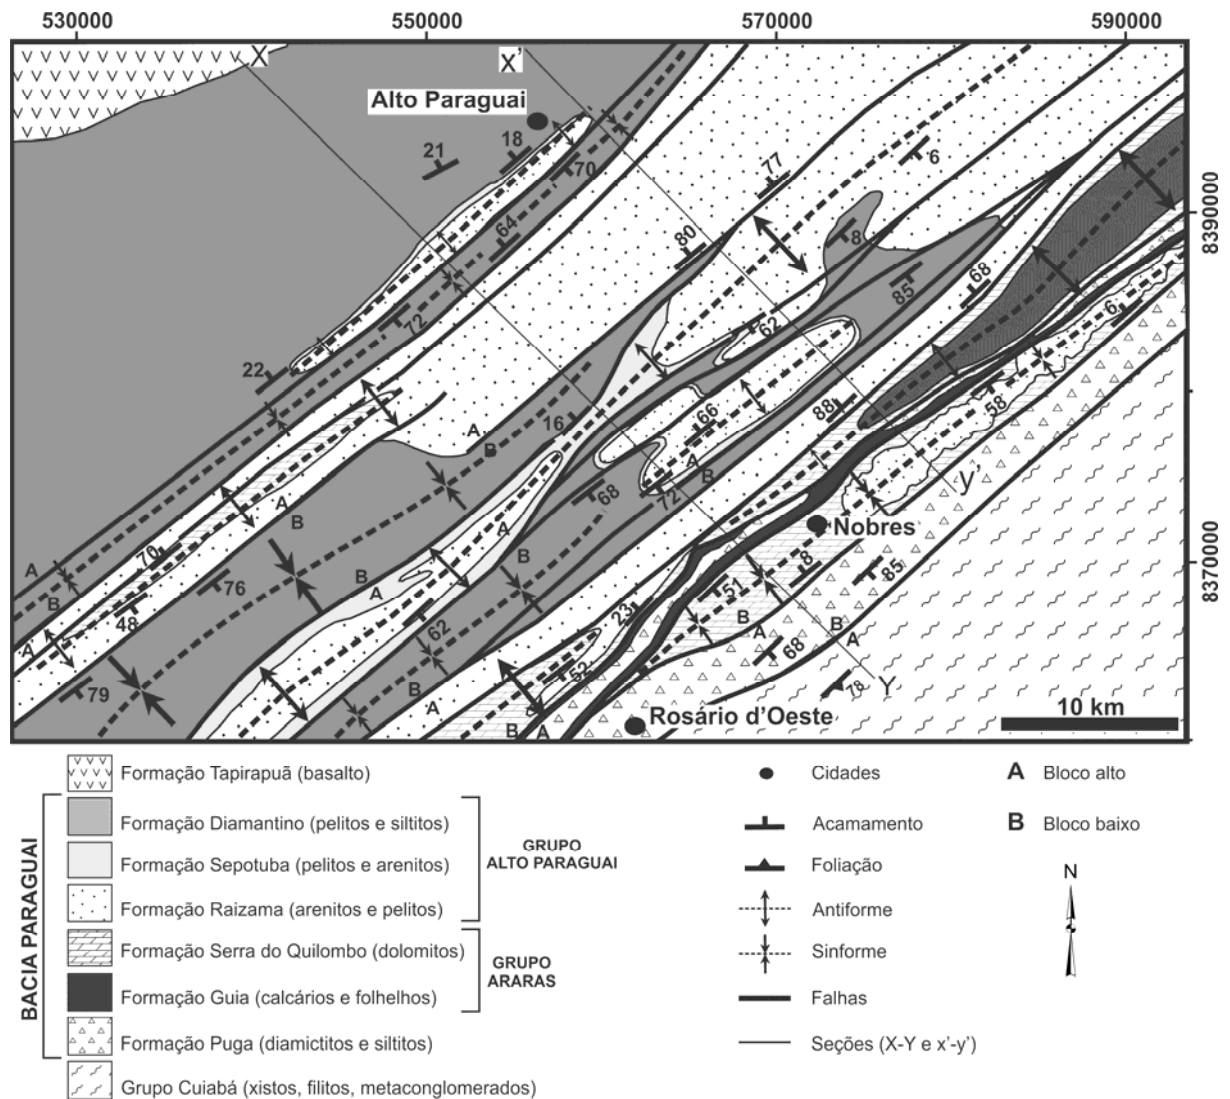 530000 550000 570000 590000
X X'
Alto Paraguai
18
21
70
77
6
8390000
64
80
8
68
85
72
62
6
22
16
66
88
58
A
B
A
B
68
72
A
B
y'
Nobres
70
A
B
76
48
A
B
A
B
A
B
A
B
62
51
8
85
8370000
23
B
A
68
B
A
79
52
B
A
B
A
78
Y
Rosário d'Oeste
10 km
Formação Tapirapuã (basalto)
Formação Diamantino (pelitos e siltitos)
Formação Sepotuba (pelitos e arenitos)
Formação Raizama (arenitos e pelitos)
Formação Serra do Quilombo (dolomitos)
Formação Guia (calcários e folhelhos)
Formação Puga (diamictitos e siltitos)
Grupo Cuiabá (xistos, filitos, metaconglomerados)
BACIA PARAGUAI
GRUPO
ALTO PARAGUAI
GRUPO
ARARAS
Cidades
Acamamento
Foliação
Antiforme
Sinforme
Falhas
Seções (X-Y e x'-y')
A Bloco alto
B Bloco baixo
N